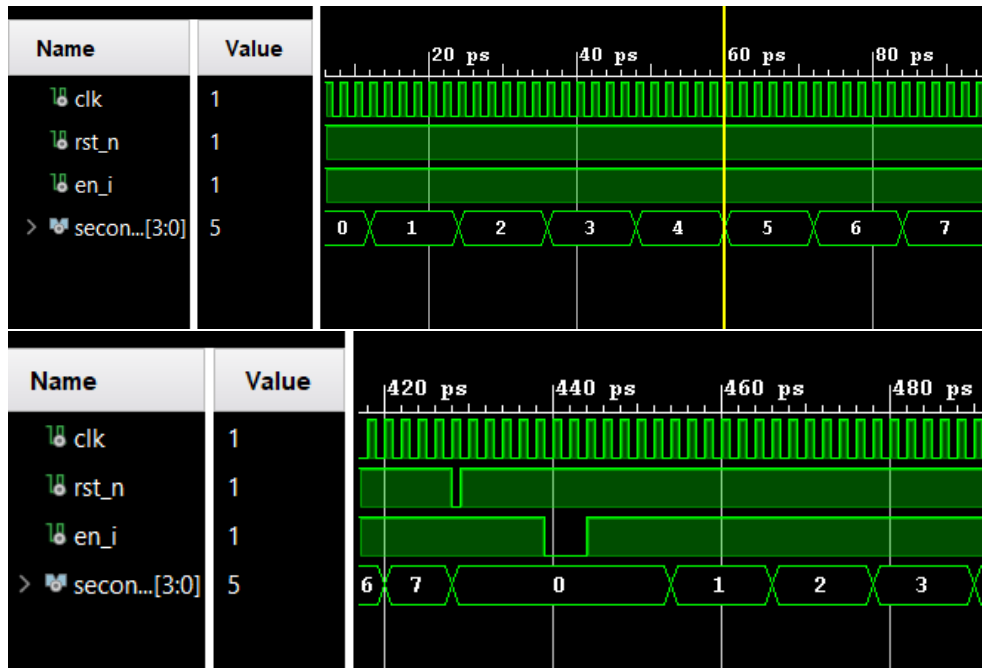 Name Value 20 ps 40 ps 60 ps 80 ps
clk 1
rst_n 1
en_i 1
> secon...[3:0] 5 0 1 2 3 4 5 6 7
Name Value 420 ps 440 ps 460 ps 480 ps
clk 1
rst_n 1
en_i 1
> secon...[3:0] 5 6 7 0 1 2 3